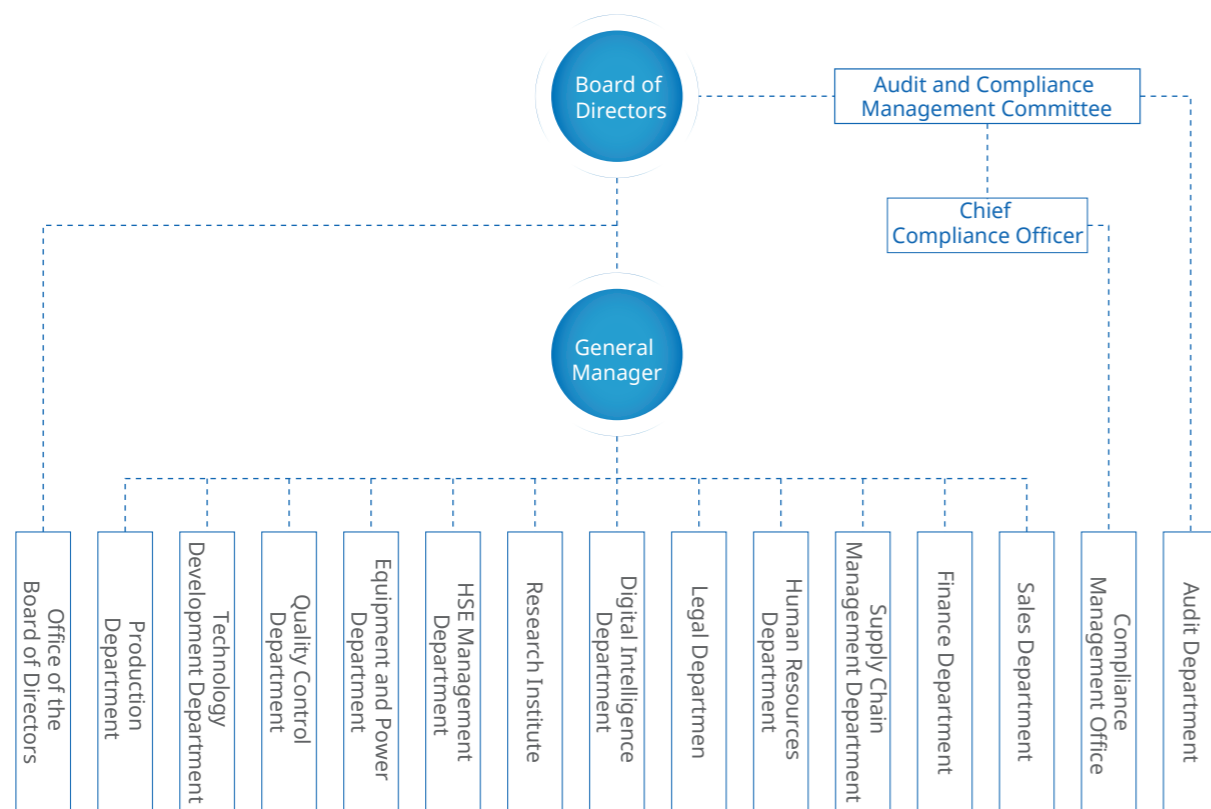 Board of
Directors
Audit and Compliance
Management Committee
Chief
Compliance Officer
General
Manager
Office of the
Board of Directors
Production
Department
Technology
Development Department
Quality Control
Department
Equipment and Power
Department
HSE Management
Department
Research Institute
Digital Intelligence
Department
Legal Departmen
Human Resources
Department
Supply Chain
Management Department
Finance Department
Sales Department
Compliance
Management Office
Audit Department